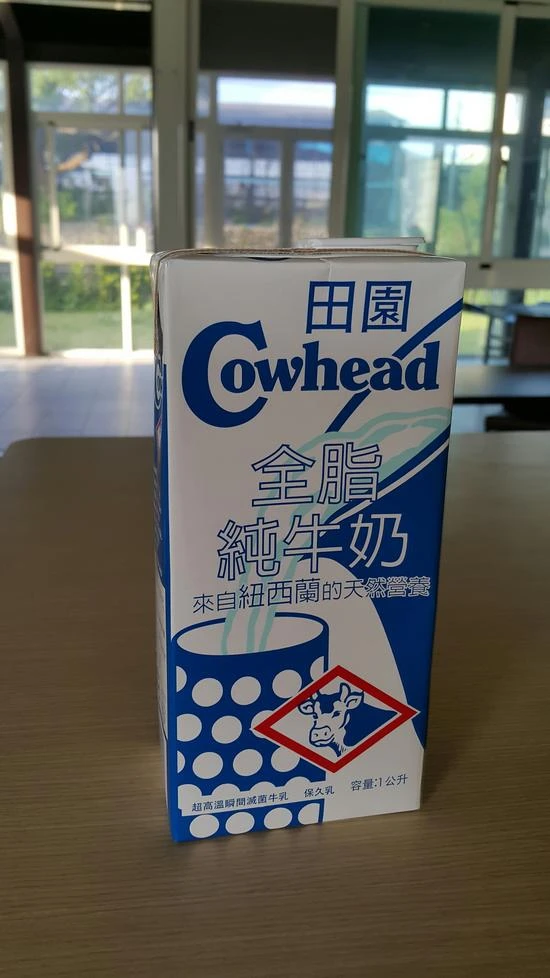 田園
Cowhead
全脂
純牛奶
來自紐西蘭的天然營養
超高溫瞬間滅菌牛乳 保久乳 容量:1公升